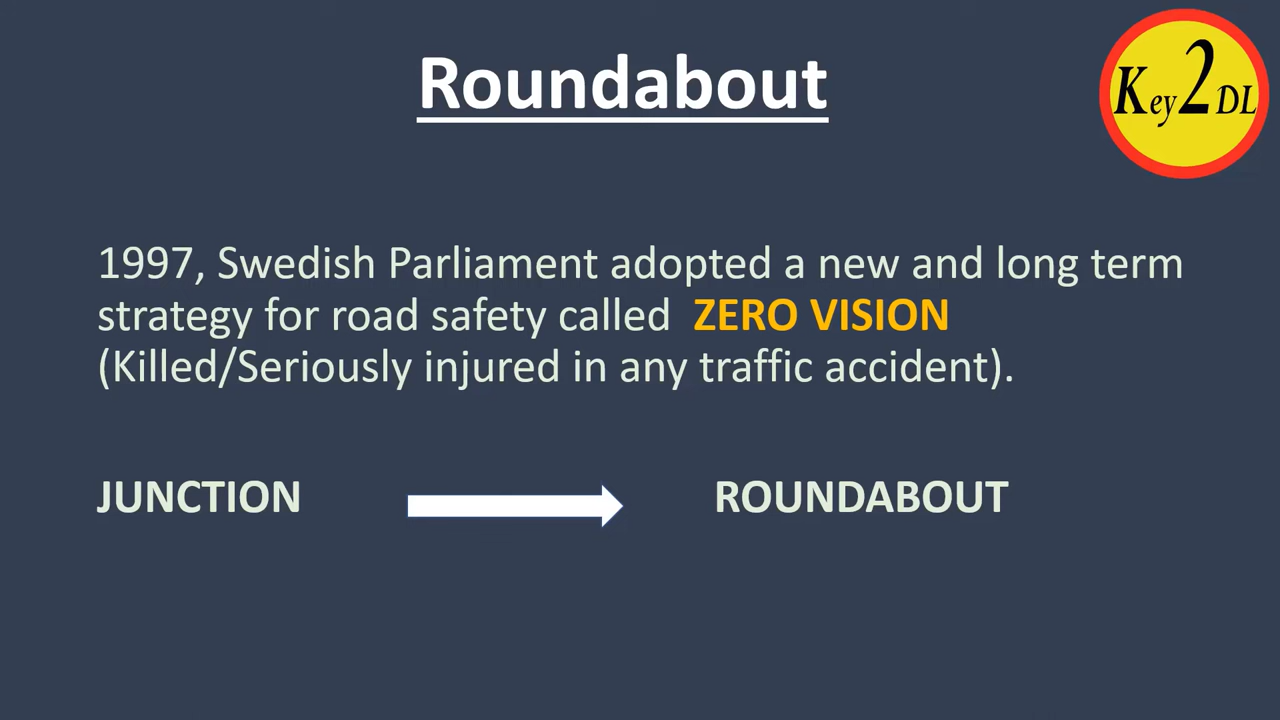 Roundabout
Key2DL
1997, Swedish Parliament adopted a new and long term
strategy for road safety called ZERO VISION
(Killed/Seriously injured in any traffic accident).
JUNCTION ROUNDABOUT